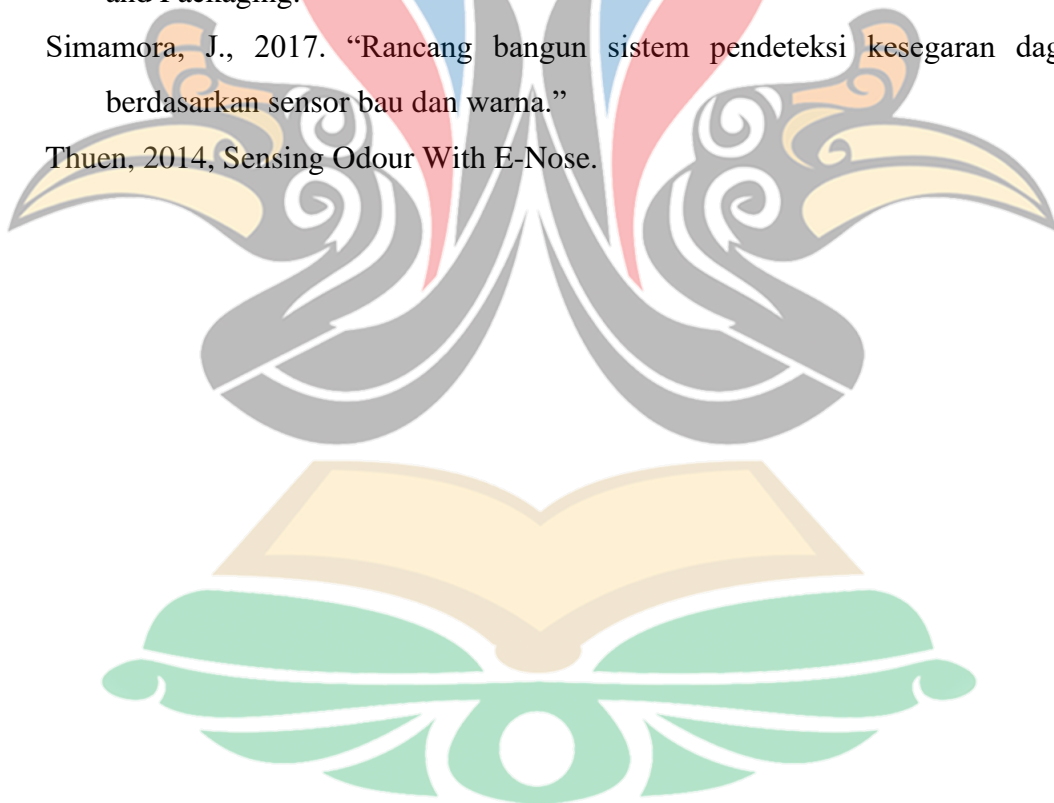 and Packaging.
Simamora, J., 2017. “Rancang bangun sistem pendeteksi kesegaran
berdasarkan sensor bau dan warna.”
Thuen, 2014, Sensing Odour With E-Nose.